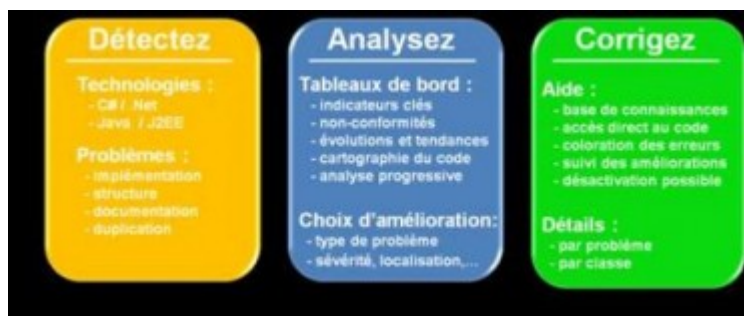 Détectez
Technologies :
- C# / .Net
- Java / J2EE
Problèmes :
- implémentation
- structure
- documentation
- duplication
Analysez
Tableaux de bord :
- indicateurs clés
- non-conformités
- évolutions et tendances
- cartographie du code
- analyse progressive
Choix d'amélioration:
- type de problème
- sévérité, localisation,...
Corrigez
Aide :
- base de connaissances
- accès direct au code
- coloration des erreurs
- suivi des améliorations
- désactivation possible
Détails :
- par problème
- par classe